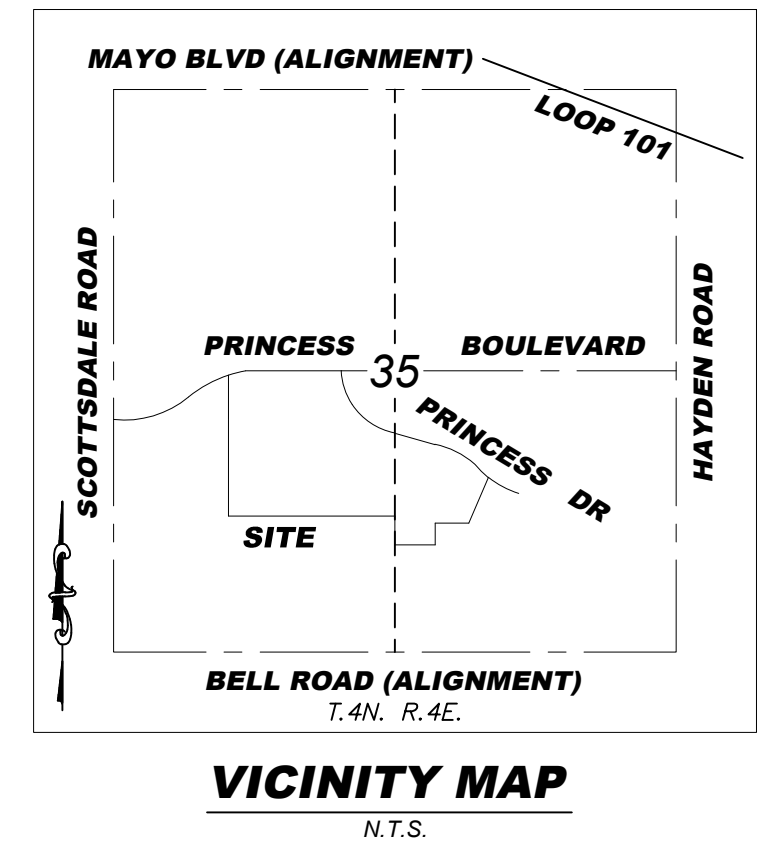 MAYO BLVD (ALIGNMENT)
LOOP 101
SCOTTSDALE ROAD
HAYDEN ROAD
PRINCESS BOULEVARD
35
PRINCESS DR
SITE
BELL ROAD (ALIGNMENT)
T.4N. R.4E.
VICINITY MAP
N.T.S.